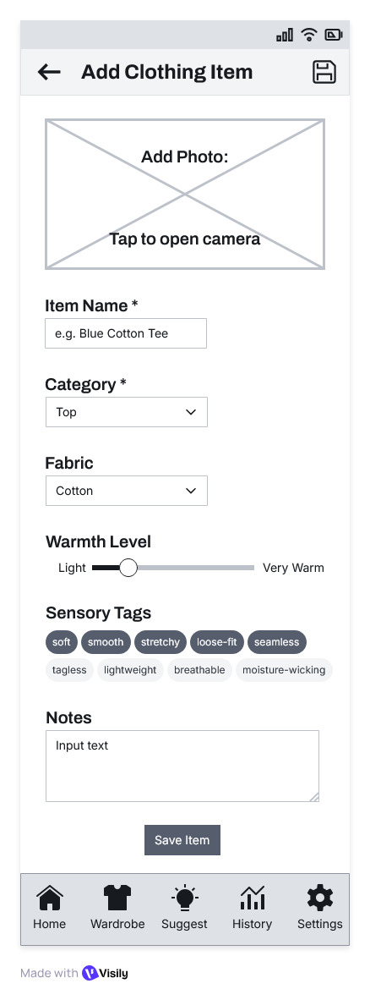 Add Clothing Item
Add Photo:
Tap to open camera
Item Name *
e.g. Blue Cotton Tee
Category *
Top
Fabric
Cotton
Warmth Level
Light Very Warm
Sensory Tags
soft smooth stretchy loose-fit seamless
tagless lightweight breathable moisture-wicking
Notes
Input text
Save Item
Home Wardrobe Suggest History Settings
Made with Visily